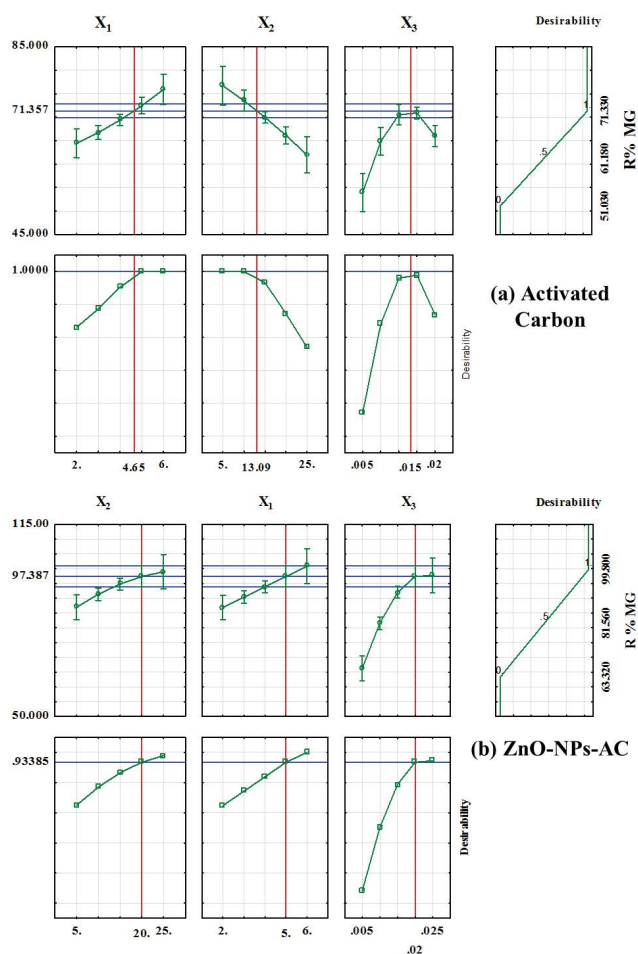 X1 X2 X3 Desirability
85.000
71.357
45.000
1
.5
0
71.330
61.180
51.030
R% MG
1.0000
Desirability
(a) Activated
Carbon
2. 4.65 6. 5. 13.09 25. .005 .015 .02
X2 X1 X3 Desirability
115.00
97.387
50.000
1
.5
0
99.800
81.560
63.320
R % MG
.93385
Desirability
(b) ZnO-NPs-AC
5. 20. 25. 2. 5. 6. .005 .025
.02